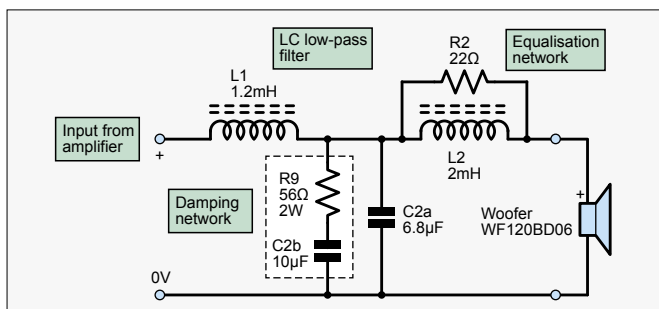 LC low-pass
filter
R2
22Ω
Equalisation
network
L1
1.2mH
Input from
amplifier
+
L2
2mH
Damping
network
R9
56Ω
2W
C2b
10µF
C2a
6.8µF
+
Woofer
WF120BD06
0V